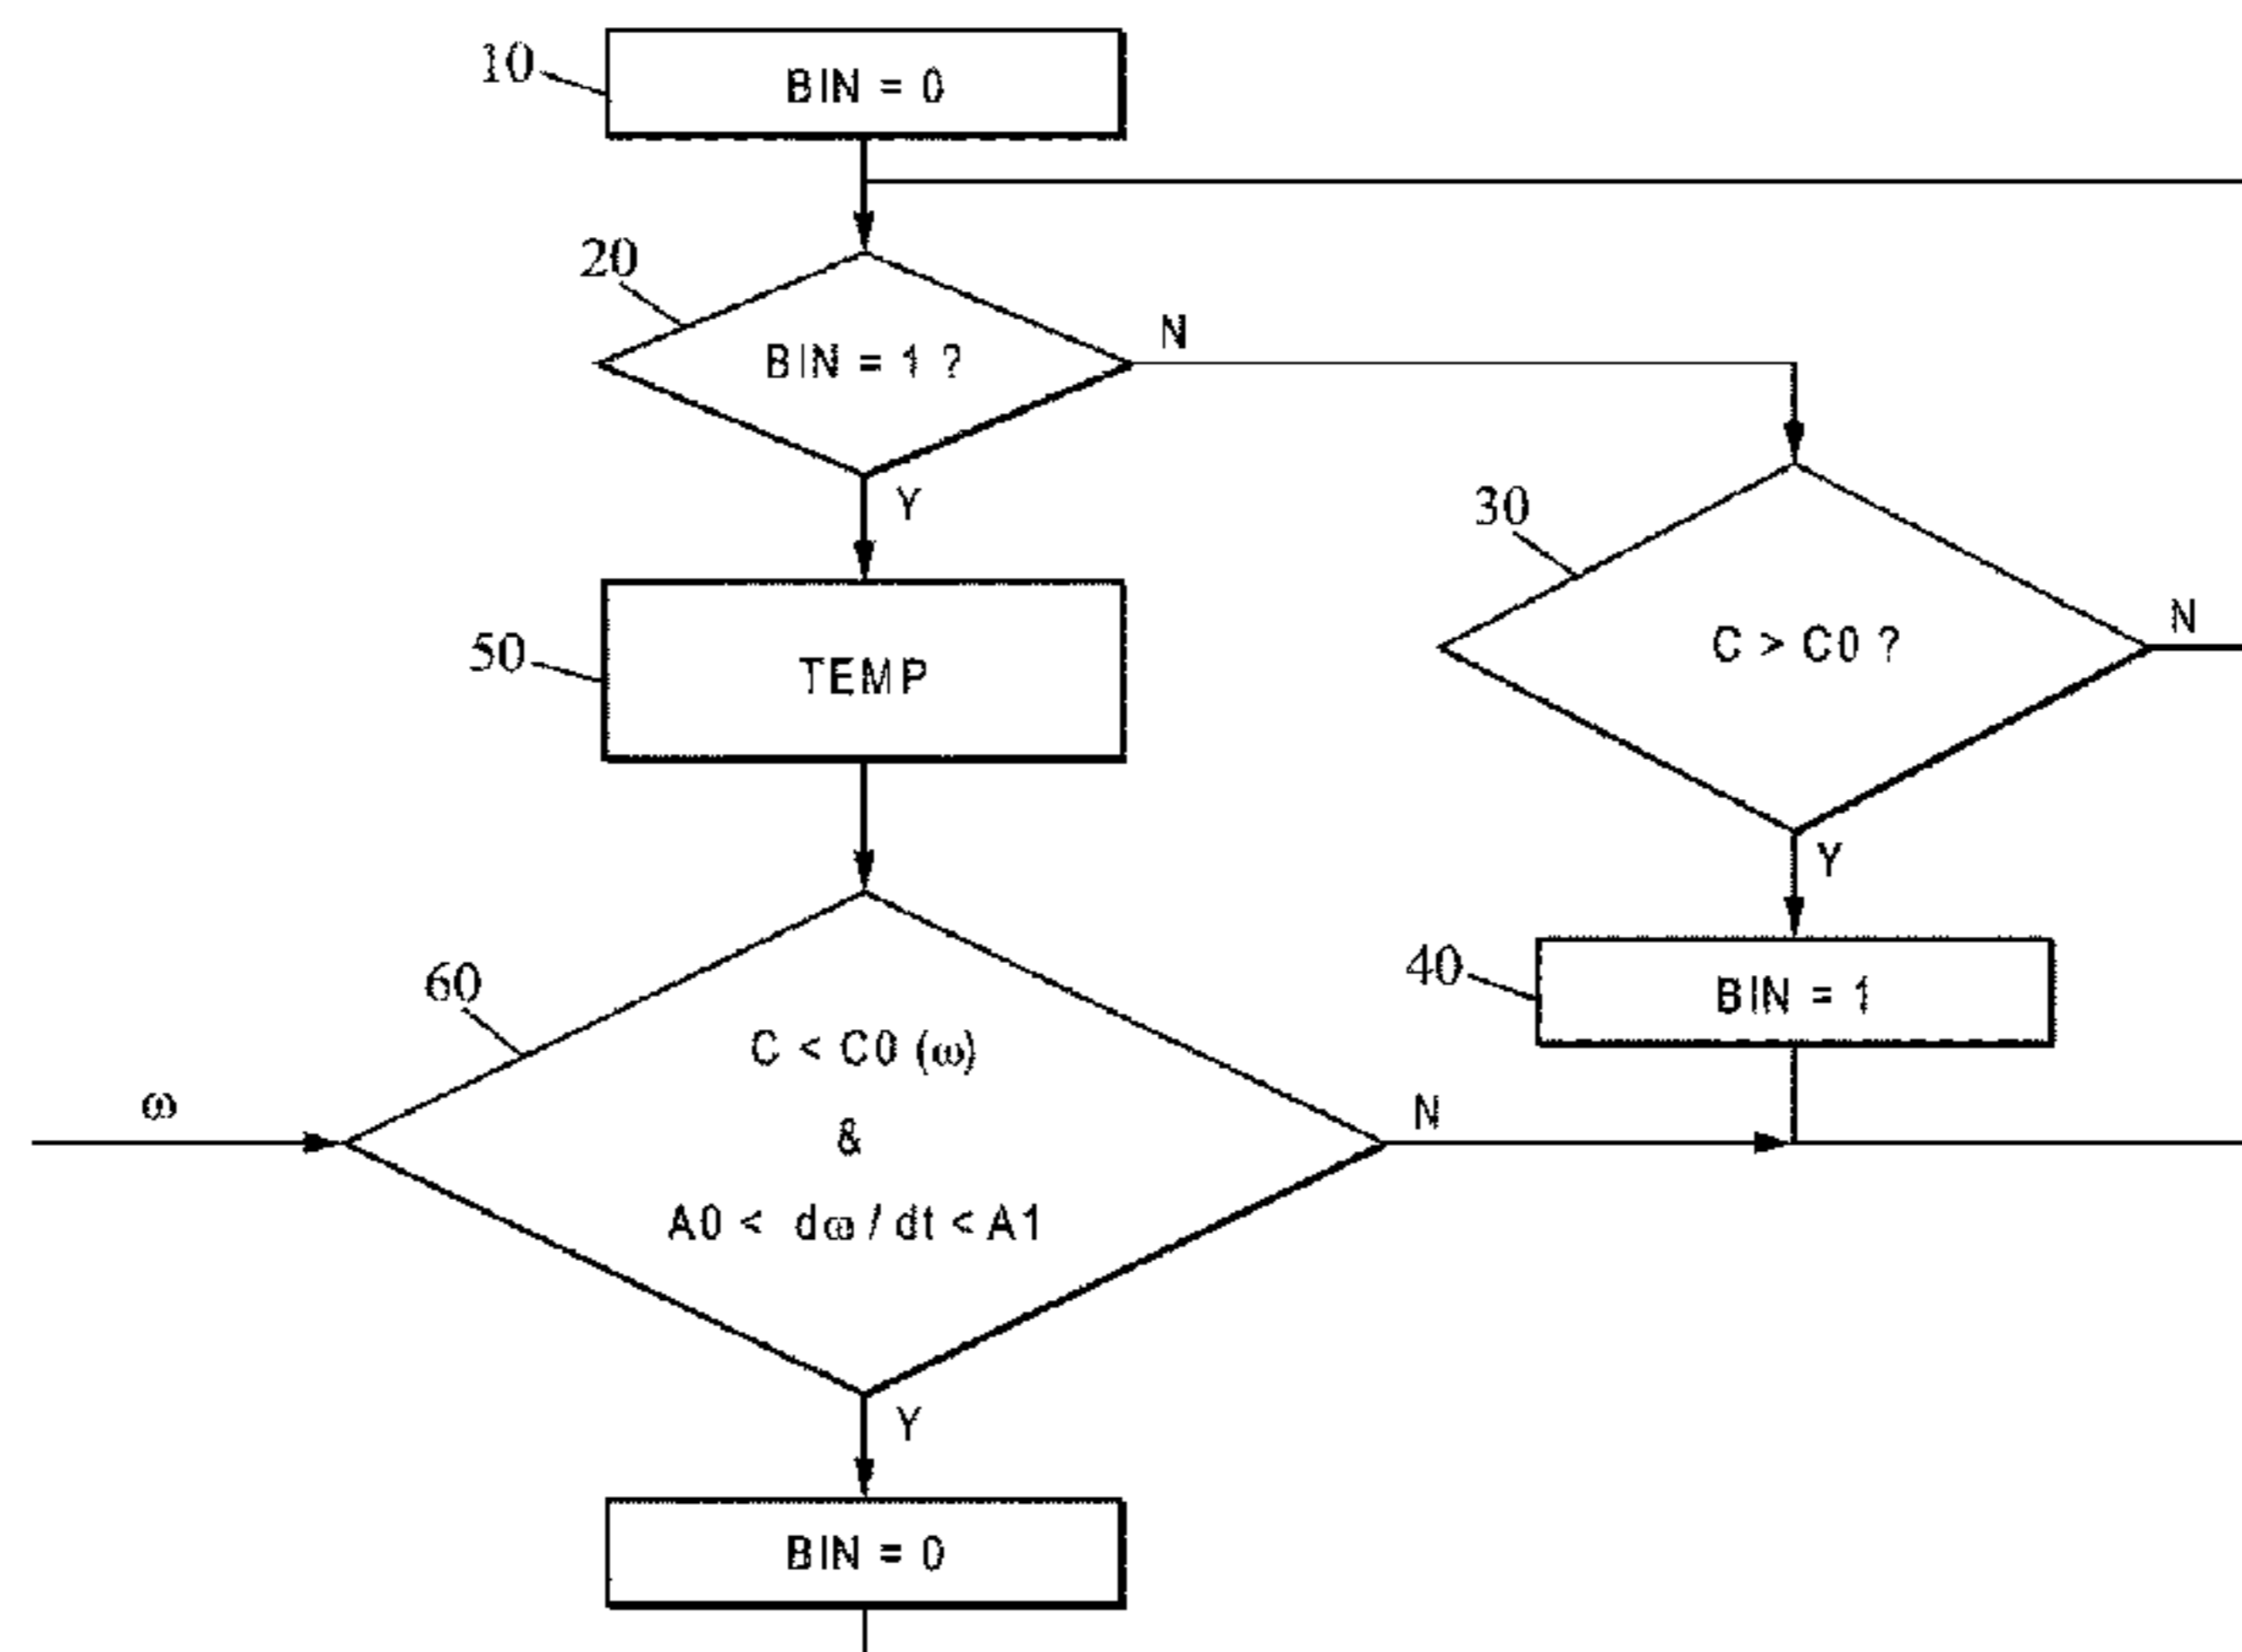 10
BIN = 0
20
BIN = 1 ?
N
Y
30
C > C0 ?
N
Y
50
TEMP
40
BIN = 1
60
C < C0 (ω)
&
A0 < dω / dt < A1
ω
N
Y
BIN = 0